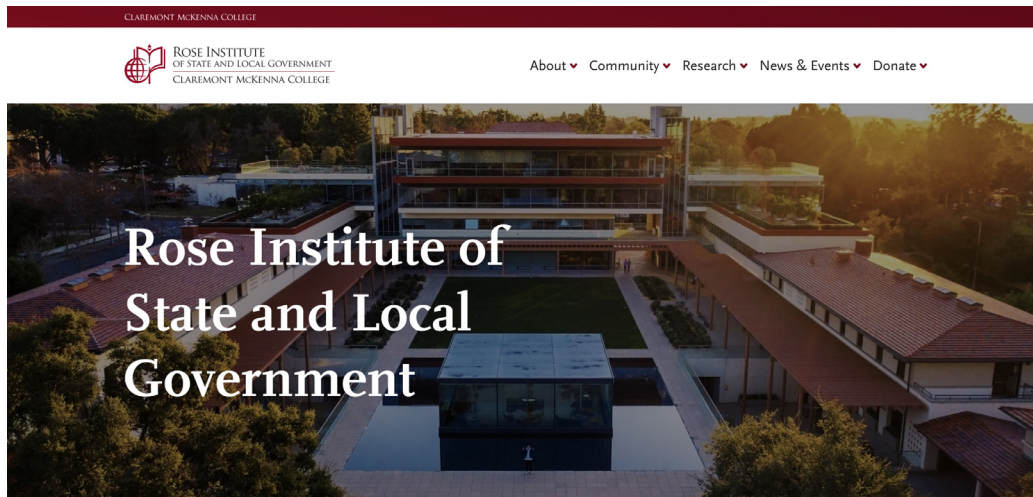 CLAREMONT MCKENNA COLLEGE
ROSE INSTITUTE
OF STATE AND LOCAL GOVERNMENT
CLAREMONT MCKENNA COLLEGE
About Community Research News & Events Donate
Rose Institute of
State and Local
Government